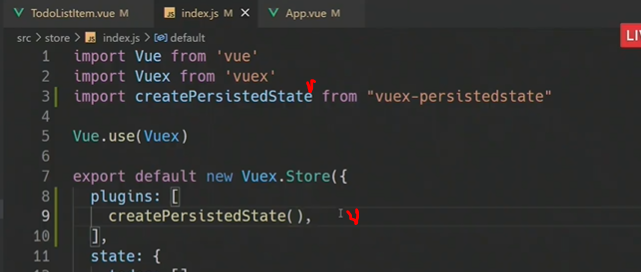 TodoListItem.vue M
index.js M
App.vue M
LI
src > store > index.js > default
1 import Vue from 'vue'
2 import Vuex from 'vuex'
3 import createPersistedState from "vuex-persistedstate"
4
5 Vue.use(Vuex)
6
7 export default new Vuex.Store({
8 plugins: [
9 createPersistedState(),
10 ],
11 state: {